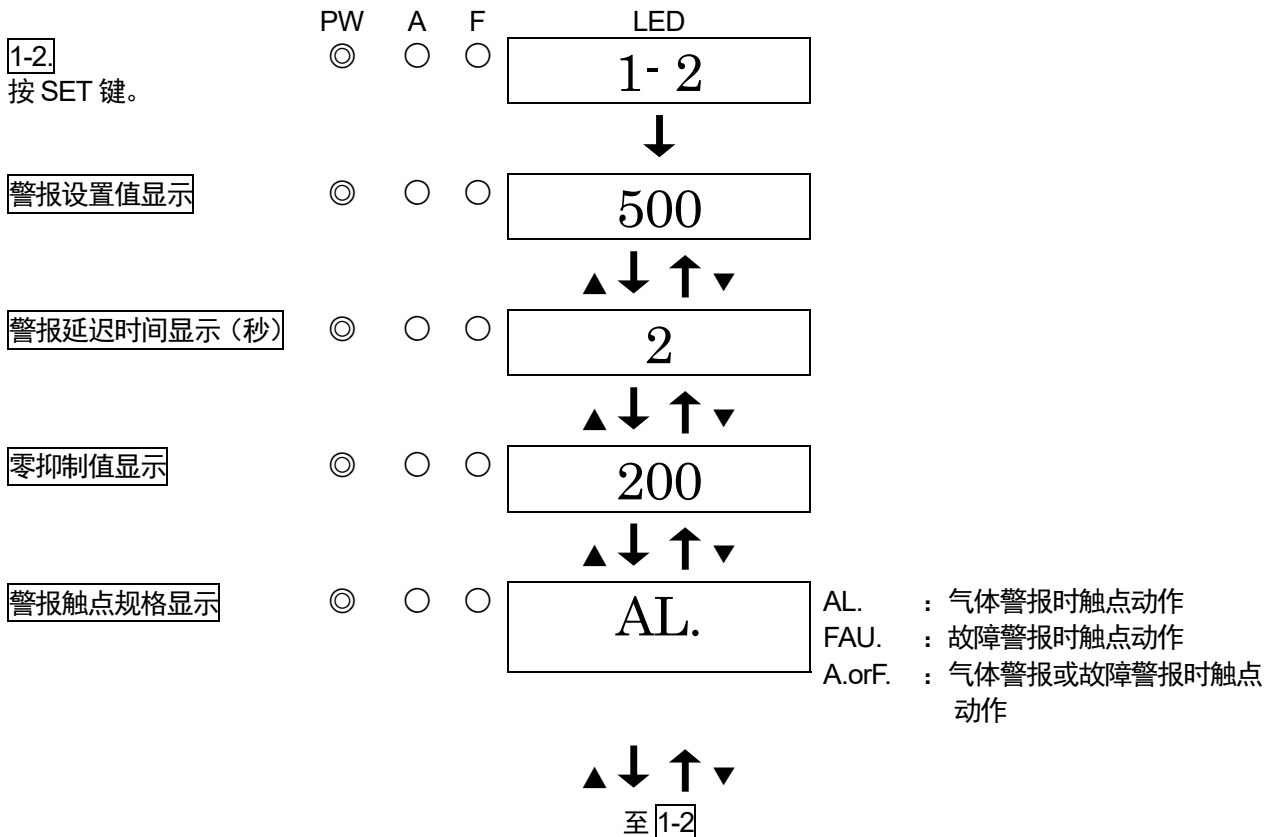 PW A F LED
1-2. ◎ ○ ○ 1- 2
按 SET 键。
↓
警报设置值显示 ◎ ○ ○ 500
▲ ↓ ↑ ▼
警报延迟时间显示（秒） ◎ ○ ○ 2
▲ ↓ ↑ ▼
零抑制值显示 ◎ ○ ○ 200
▲ ↓ ↑ ▼
警报触点规格显示 ◎ ○ ○ AL. AL. ：气体警报时触点动作
FAU. ：故障警报时触点动作
A.orF. ：气体警报或故障警报时触点
动作
▲ ↓ ↑ ▼
至 1-2